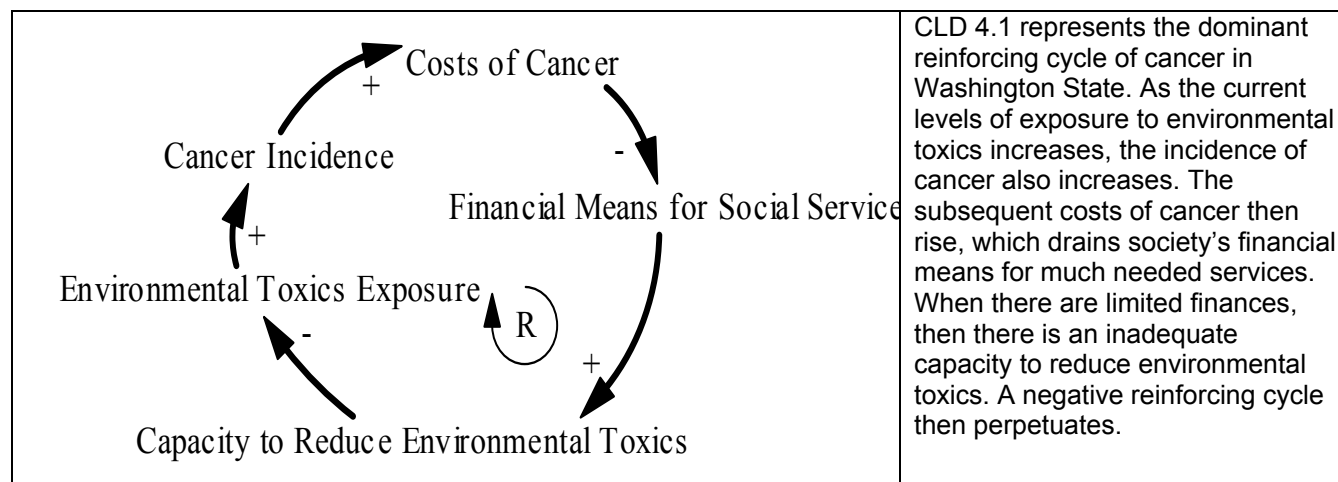 Costs of Cancer
+
-
Cancer Incidence
Financial Means for Social Service
+
Environmental Toxics Exposure
R
-
+
Capacity to Reduce Environmental Toxics
CLD 4.1 represents the dominant
reinforcing cycle of cancer in
Washington State. As the current
levels of exposure to environmental
toxics increases, the incidence of
cancer also increases. The
subsequent costs of cancer then
rise, which drains society’s financial
means for much needed services.
When there are limited finances,
then there is an inadequate
capacity to reduce environmental
toxics. A negative reinforcing cycle
then perpetuates.